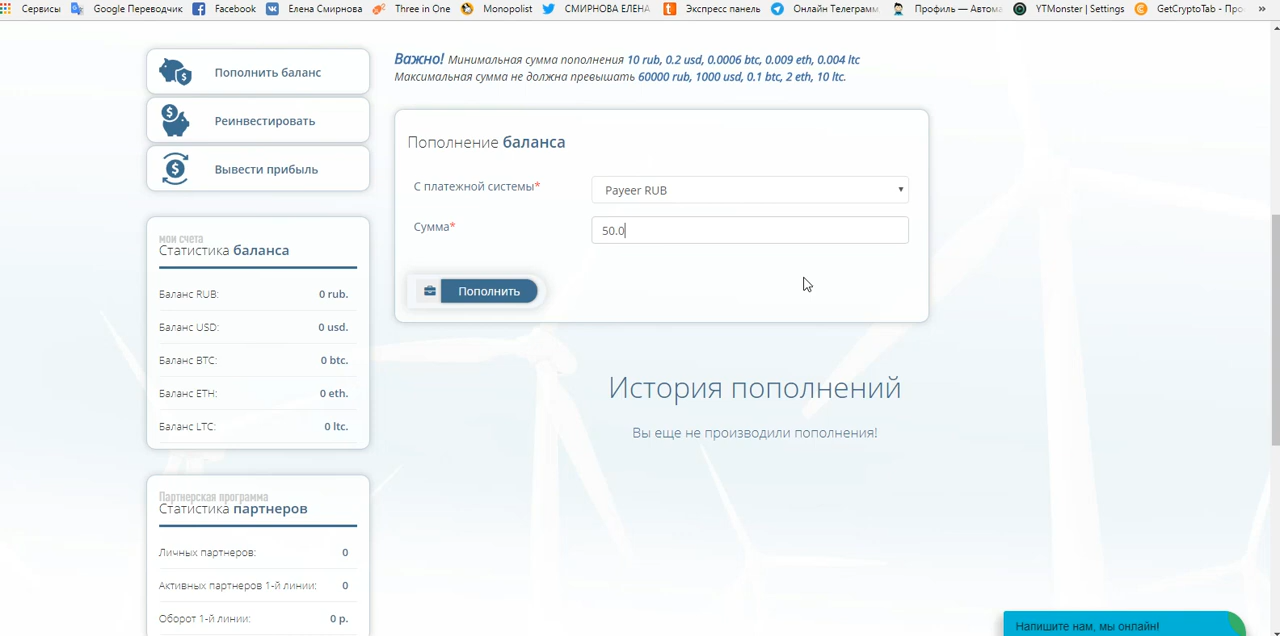 Сервисы Google Переводчик Facebook Елена Смирнова Three in One Monopolist СМИРНОВА ЕЛЕНА Экспресс панель Онлайн Телеграмм Профиль — Автома YTMonster | Settings GetCryptoTab - Про »
Пополнить баланс
Реинвестировать
Вывести прибыль
Важно! Минимальная сумма пополнения 10 rub, 0.2 usd, 0.0006 btc, 0.009 eth, 0.004 ltc
Максимальная сумма не должна превышать 60000 rub, 1000 usd, 0.1 btc, 2 eth, 10 ltc.
Пополнение баланса
С платежной системы* Payeer RUB
Сумма* 50.0
Пополнить
мои счета
Статистика баланса
Баланс RUB: 0 rub.
Баланс USD: 0 usd.
Баланс BTC: 0 btc.
Баланс ETH: 0 eth.
Баланс LTC: 0 ltc.
История пополнений
Вы еще не производили пополнения!
Партнерская программа
Статистика партнеров
Личных партнеров: 0
Активных партнеров 1-й линии: 0
Оборот 1-й линии: 0 р.
Напишите нам, мы онлайн!